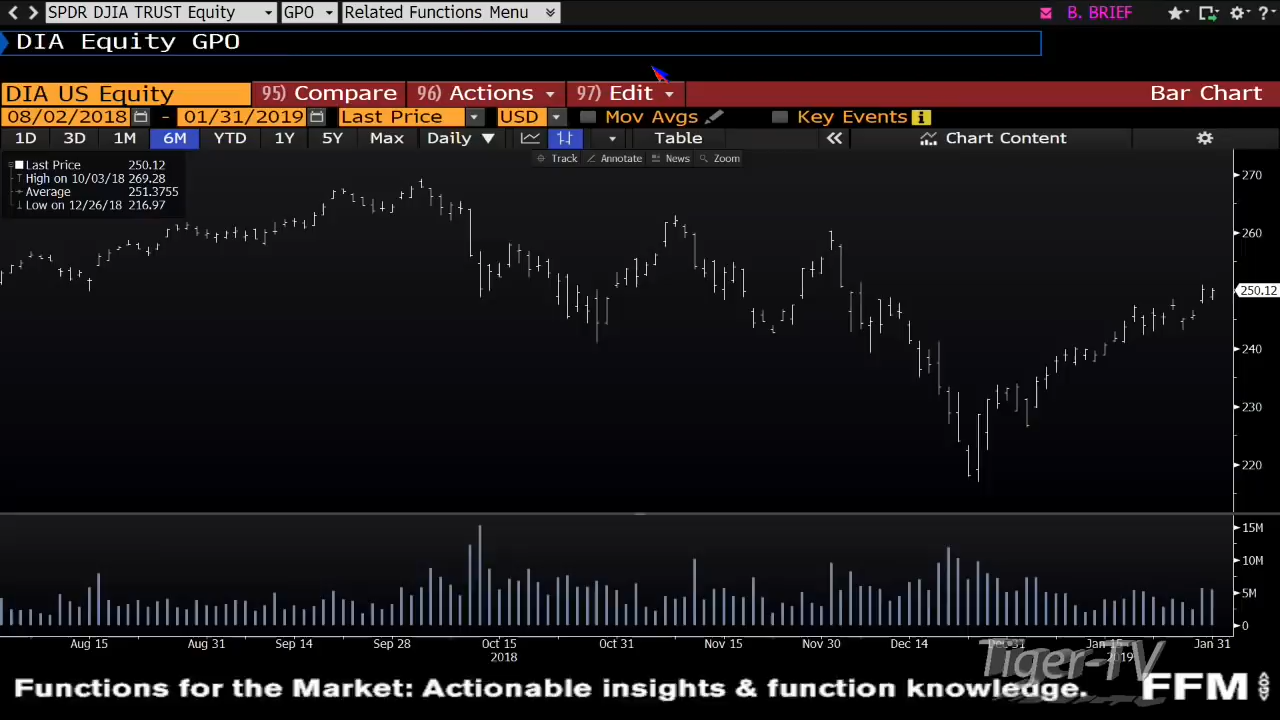 SPDR DJIA TRUST Equity GPO Related Functions Menu B. BRIEF ?
DIA Equity GPO
DIA US Equity 95) Compare 96) Actions 97) Edit Bar Chart
08/02/2018 - 01/31/2019 Last Price USD Mov Avgs Key Events i
1D 3D 1M 6M YTD 1Y 5Y Max Daily Table Chart Content
Track Annotate News Zoom
Last Price 250.12
High on 10/03/18 269.28
Average 251.3755
Low on 12/26/18 216.97
270
260
250.12
240
230
220
15M
10M
5M
0
Aug 15 Aug 31 Sep 14 Sep 28 Oct 15 Oct 31 Nov 15 Nov 30 Dec 14 Dec 31 Jan 15 Jan 31
2018 2019
Tiger-TV
Functions for the Market: Actionable insights & function knowledge. FFM